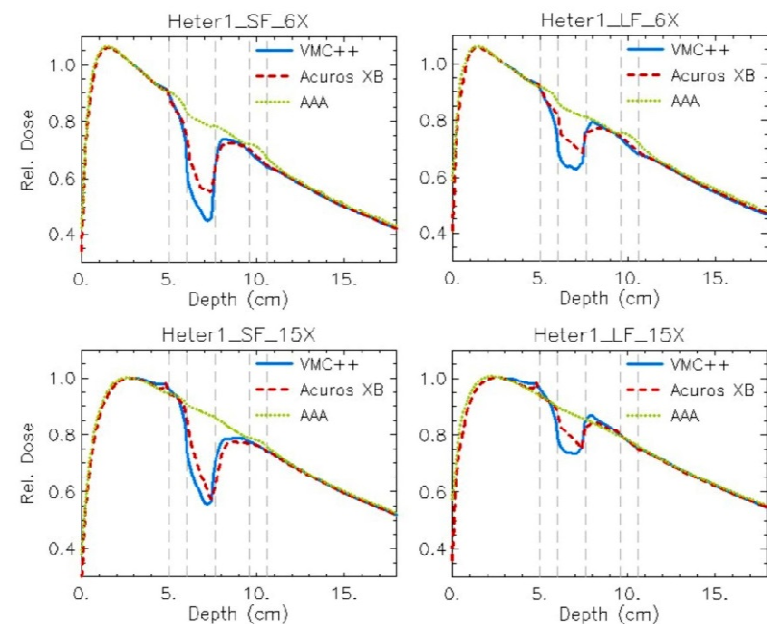 Heter1_SF_6X
VMC++
Acuros XB
AAA
Rel. Dose
1.0
0.8
0.6
0.4
0. 5. 10. 15.
Depth (cm)
Heter1_LF_6X
VMC++
Acuros XB
AAA
1.0
0.8
0.6
0.4
0. 5. 10. 15.
Depth (cm)
Heter1_SF_15X
VMC++
Acuros XB
AAA
Rel. Dose
1.0
0.8
0.6
0.4
0. 5. 10. 15.
Depth (cm)
Heter1_LF_15X
VMC++
Acuros XB
AAA
1.0
0.8
0.6
0.4
0. 5. 10. 15.
Depth (cm)